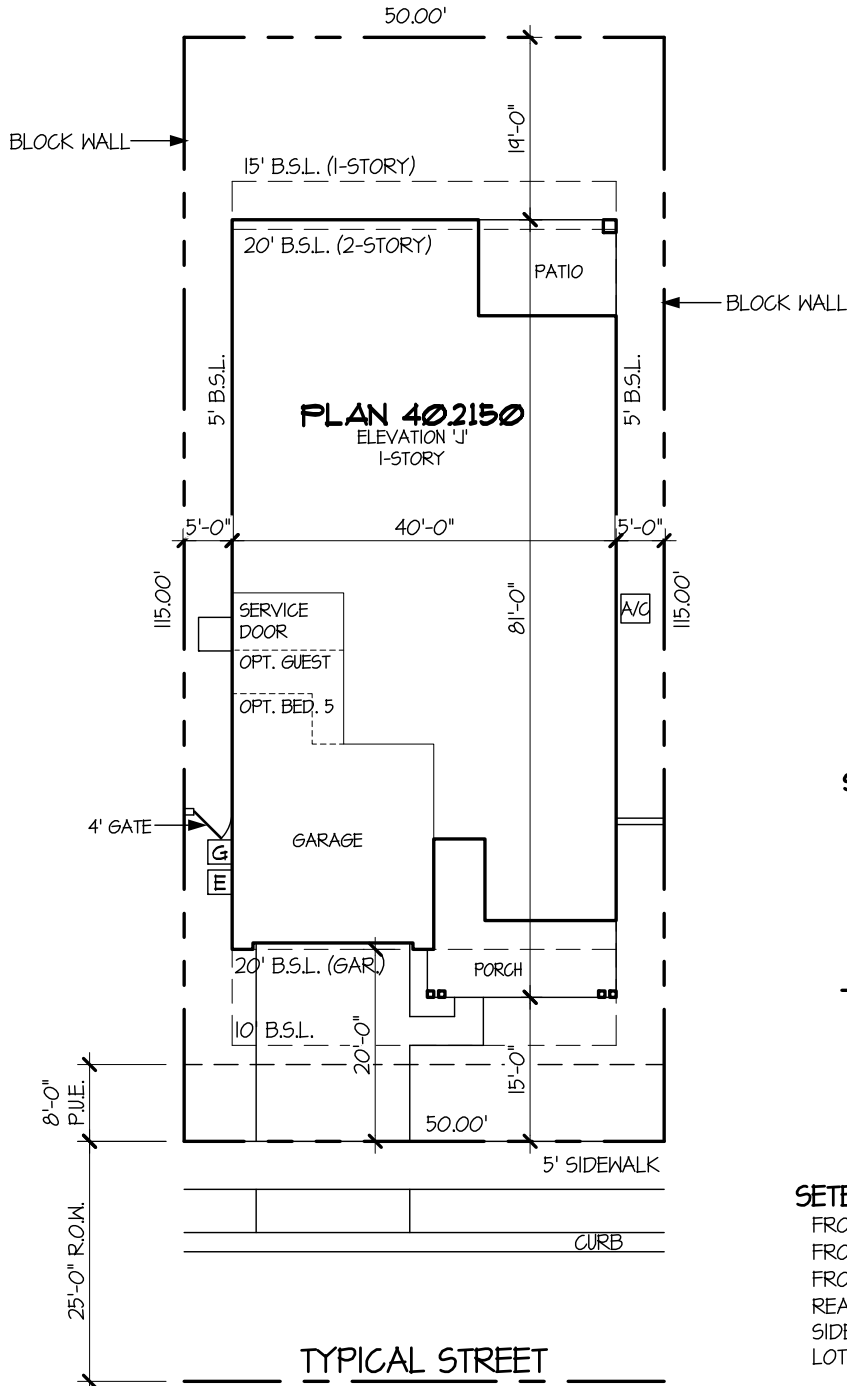 50.00'
BLOCK WALL
19'-0"
15' B.S.L. (1-STORY)
20' B.S.L. (2-STORY)
PATIO
BLOCK WALL
5' B.S.L.
5' B.S.L.
PLAN 40.2150
ELEVATION 'J'
1-STORY
5'-0"
40'-0"
5'-0"
115.00'
81'-0"
115.00'
A/C
SERVICE
DOOR
OPT. GUEST
OPT. BED. 5
4' GATE
GARAGE
G
E
20' B.S.L. (GAR.)
PORCH
10' B.S.L.
20'-0"
15'-0"
8'-0"
P.U.E.
50.00'
5' SIDEWALK
25'-0" R.O.W.
CURB
TYPICAL STREET